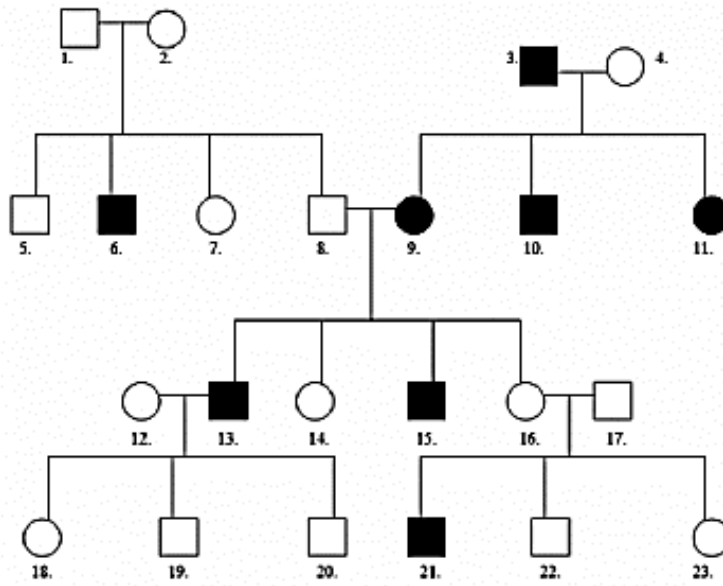 1. 2. 3. 4.
5. 6. 7. 8. 9. 10. 11.
12. 13. 14. 15. 16. 17.
18. 19. 20. 21. 22. 23.